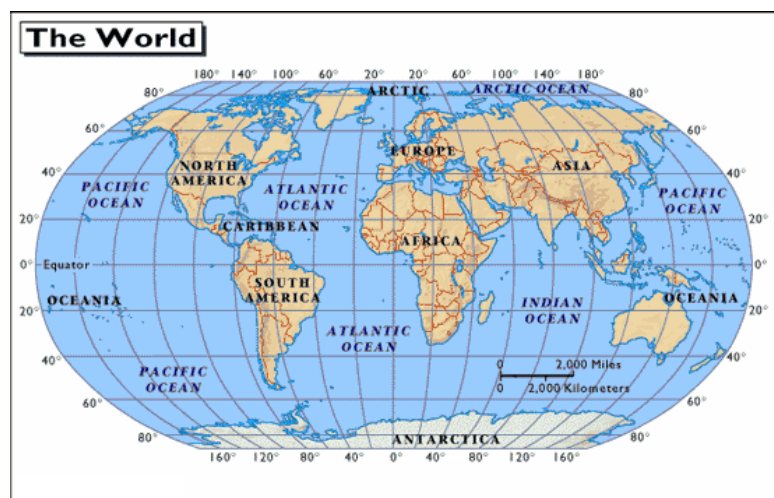 The World
180° 140° 100° 60° 20° 20° 60° 100° 140° 180°
80° ARCTIC ARCTIC OCEAN 80°
60° 60°
EUROPE
NORTH AMERICA ASIA
40° 40°
PACIFIC OCEAN ATLANTIC OCEAN PACIFIC OCEAN
20° CARIBBEAN 20°
AFRICA
Equator 0° 0°
SOUTH AMERICA
OCEANIA INDIAN OCEAN OCEANIA
20° 20°
ATLANTIC OCEAN
40° 40°
PACIFIC OCEAN 0 2,000 Miles
0 2,000 Kilometers
60° 60°
80° ANTARCTICA 80°
160° 120° 80° 40° 0° 40° 80° 120° 160°